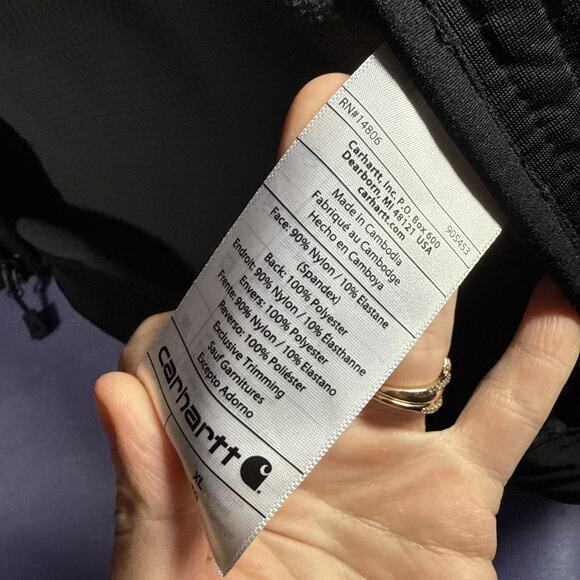 RN#14806
905453
Carhartt, Inc. P.O. Box 600
Dearborn, MI 48121 USA
carhartt.com
Made in Cambodia
Fabriqué au Cambodge
Hecho en Camboya
Face: 90% Nylon / 10% Elastane
(Spandex)
Back: 100% Polyester
Endroit: 90% Nylon / 10% Élasthanne
Envers: 100% Polyester
Frente: 90% Nylon / 10% Elastano
Reverso: 100% Poliéster
Exclusive Trimming
Sauf Garnitures
Excepto Adorno
carhartt
XL